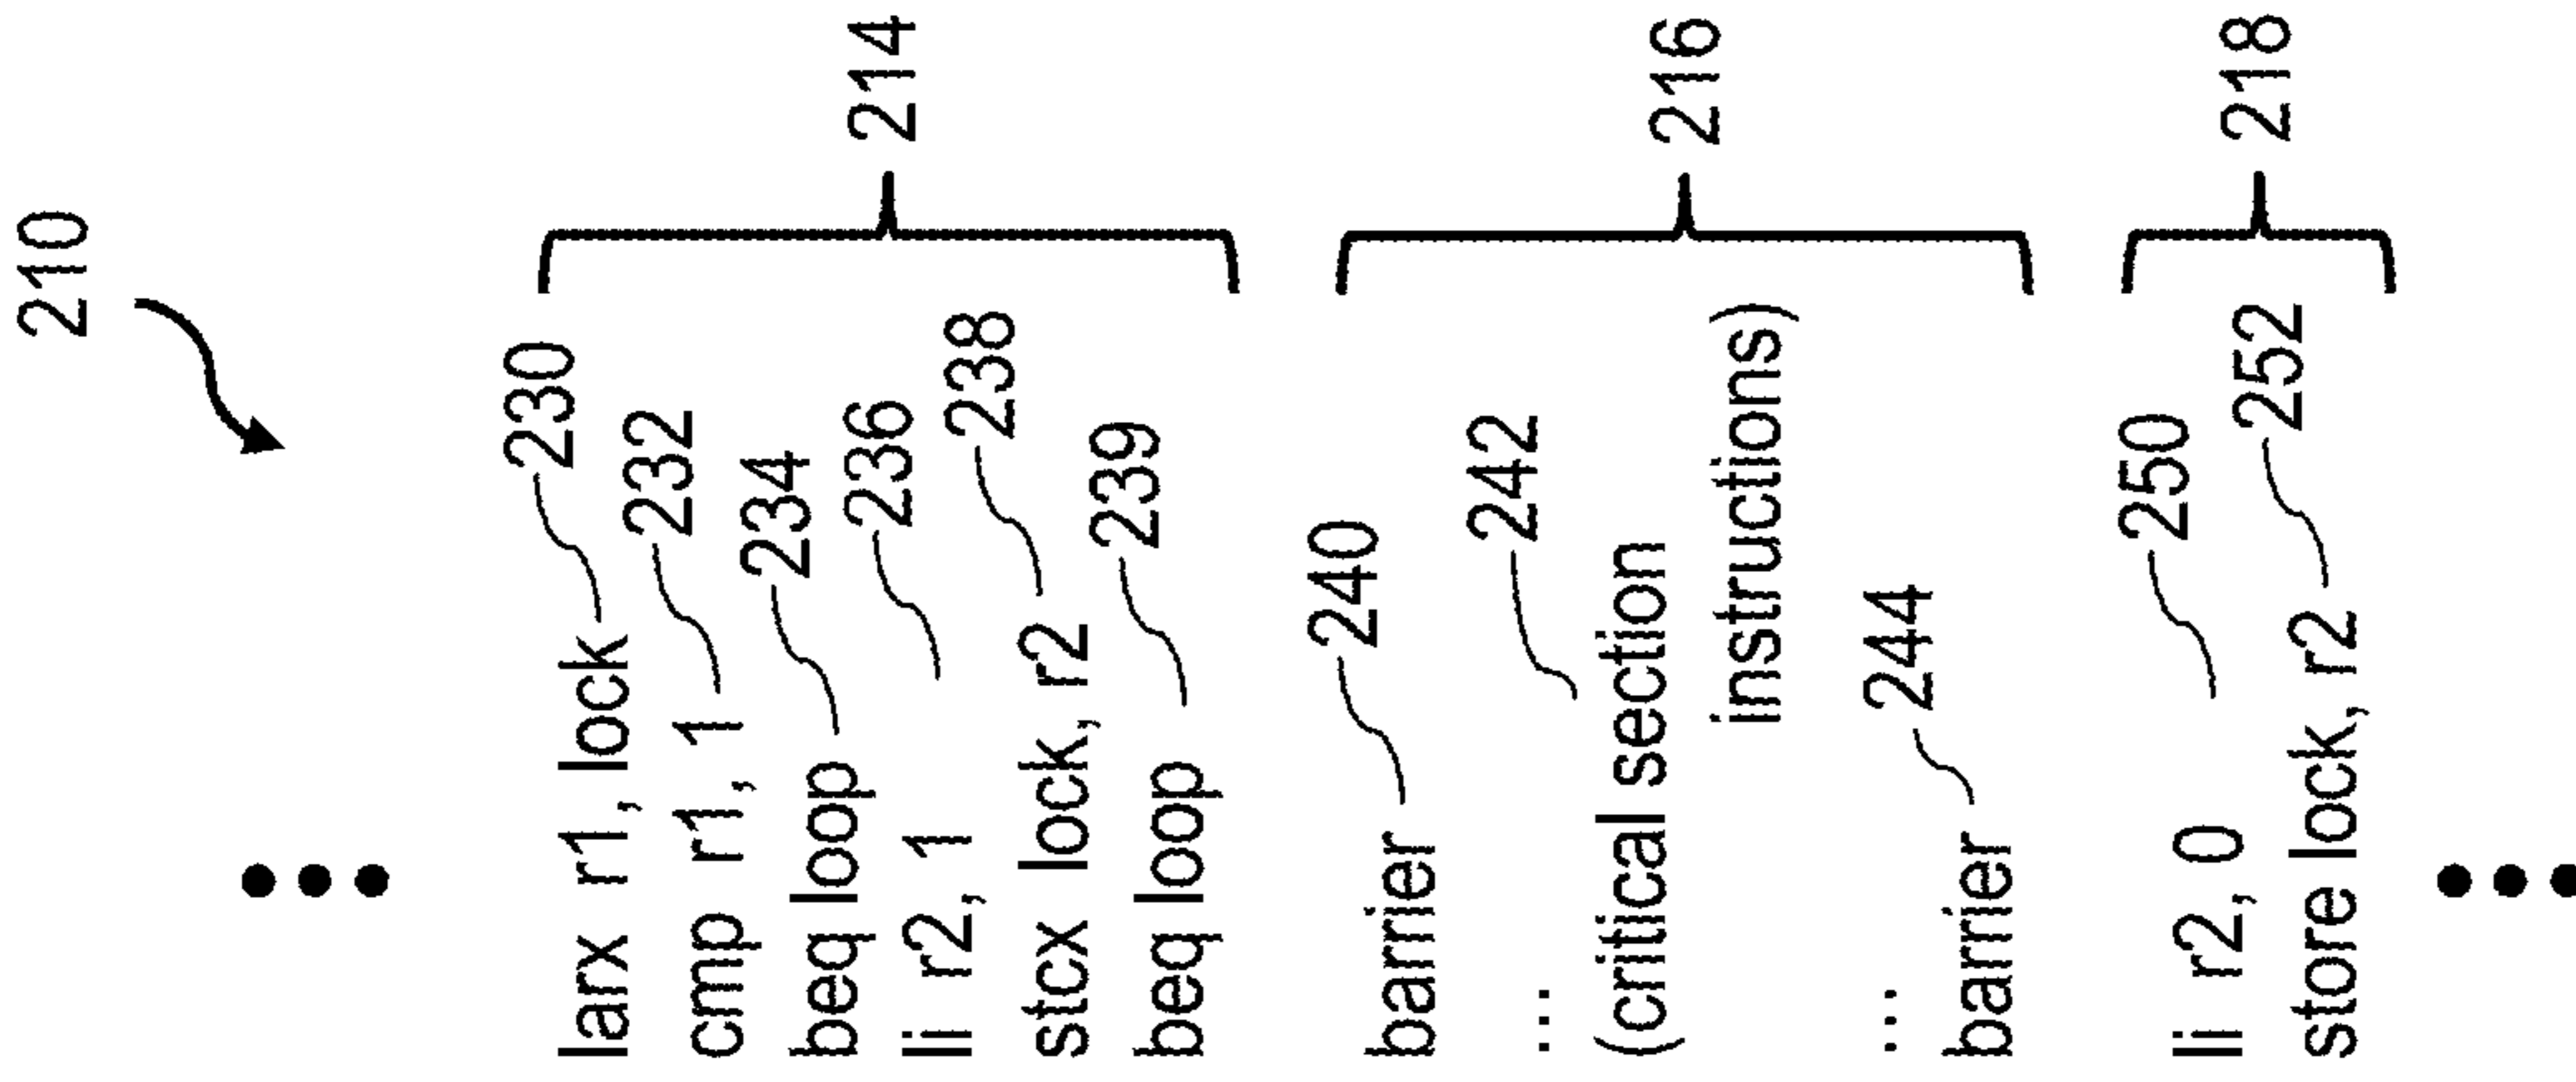 210
larx r1, lock 230
cmp r1, 1 232
beq loop 234
li r2, 1 236
stcx lock, r2 238
beq loop 239
214
barrier 240
... 242
(critical section
instructions)
...
barrier 244
216
li r2, 0 250
store lock, r2 252
218